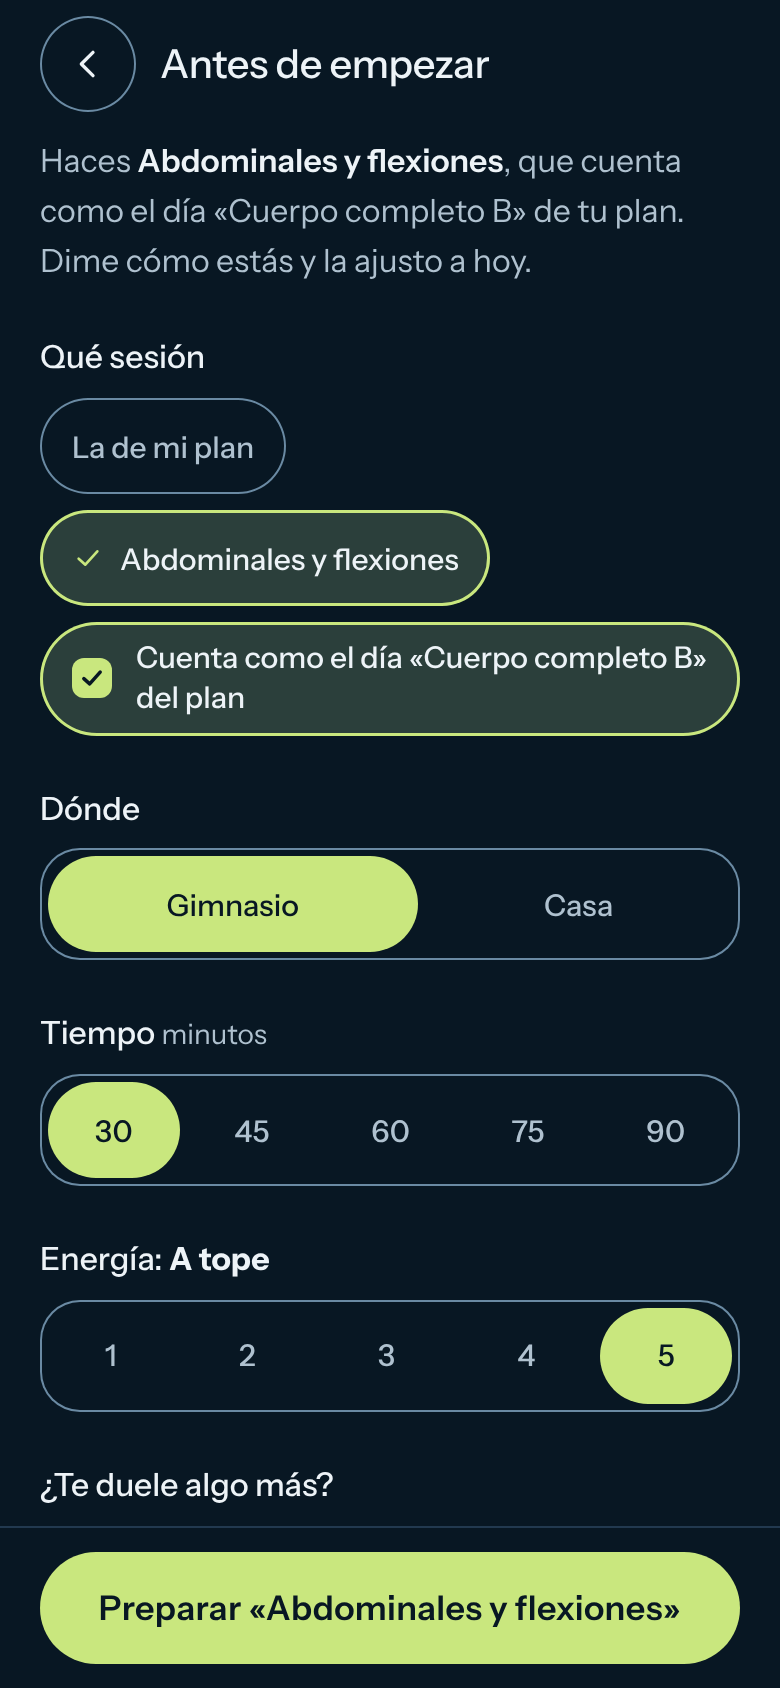 Antes de empezar
Haces Abdominales y flexiones, que cuenta
como el día «Cuerpo completo B» de tu plan.
Dime cómo estás y la ajusto a hoy.
Qué sesión
La de mi plan
Abdominales y flexiones
Cuenta como el día «Cuerpo completo B»
del plan
Dónde
Gimnasio Casa
Tiempo minutos
30 45 60 75 90
Energía: A tope
1 2 3 4 5
¿Te duele algo más?
Preparar «Abdominales y flexiones»